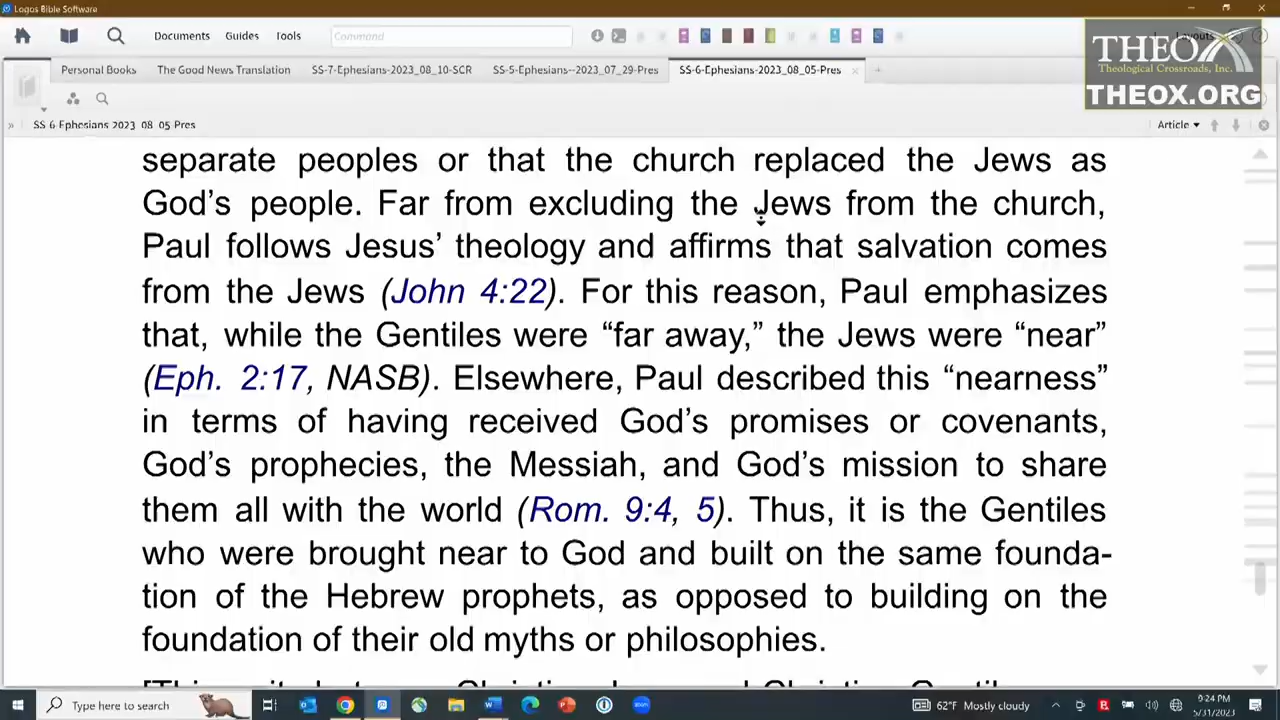 Logos Bible Software
Documents Guides Tools Command Layouts
THEOX
Theological Crossroads, Inc.
THEOX.ORG
Personal Books The Good News Translation SS-7-Ephesians-2023_0 SS-5-Ephesians--2023_07_29-Pres SS-6-Ephesians-2023_08_05-Pres
SS-6-Ephesians-2023_08_05-Pres Article
separate peoples or that the church replaced the Jews as
God’s people. Far from excluding the Jews from the church,
Paul follows Jesus’ theology and affirms that salvation comes
from the Jews (John 4:22). For this reason, Paul emphasizes
that, while the Gentiles were “far away,” the Jews were “near”
(Eph. 2:17, NASB). Elsewhere, Paul described this “nearness”
in terms of having received God’s promises or covenants,
God’s prophecies, the Messiah, and God’s mission to share
them all with the world (Rom. 9:4, 5). Thus, it is the Gentiles
who were brought near to God and built on the same founda-
tion of the Hebrew prophets, as opposed to building on the
foundation of their old myths or philosophies.
Type here to search 62°F Mostly cloudy 9:24 PM
5/31/2023